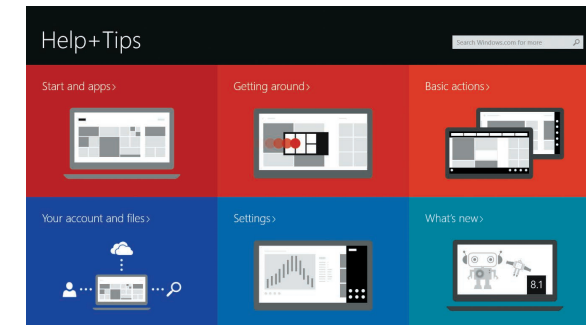 Help+Tips
Search Windows.com for more
Start and apps>
Getting around>
Basic actions>
Your account and files>
Settings>
What's new>
8.1